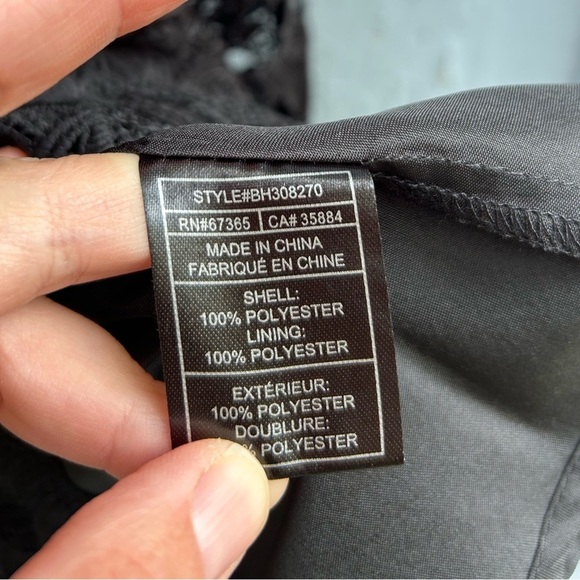 STYLE#BH308270
RN#67365 CA# 35884
MADE IN CHINA
FABRIQUÉ EN CHINE
SHELL:
100% POLYESTER
LINING:
100% POLYESTER
EXTÉRIEUR:
100% POLYESTER
DOUBLURE:
POLYESTER